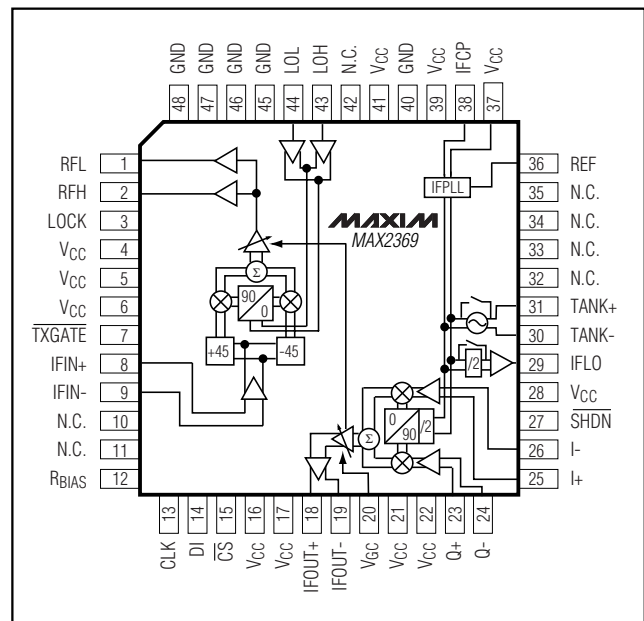 GND
GND
GND
GND
LOL
LOH
N.C.
VCC
GND
VCC
IFCP
VCC
48
47
46
45
44
43
42
41
40
39
38
37
RFL 1
RFH 2
LOCK 3
VCC 4
VCC 5
VCC 6
TXGATE 7
IFIN+ 8
IFIN- 9
N.C. 10
N.C. 11
RBIAS 12
MAXIM
MAX2369
IFPLL
Σ
90
0
+45
-45
/2
Σ
0
90
/2
36 REF
35 N.C.
34 N.C.
33 N.C.
32 N.C.
31 TANK+
30 TANK-
29 IFLO
28 VCC
27 SHDN
26 I-
25 I+
13
14
15
16
17
18
19
20
21
22
23
24
CLK
DI
CS
VCC
VCC
IFOUT+
IFOUT-
VGC
VCC
VCC
Q+
Q-